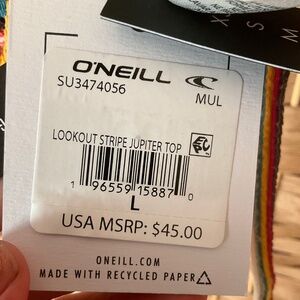 X
S
M
O'NEILL
SU3474056
MUL
LOOKOUT STRIPE JUPITER TOP
1 96559 15887 0
L
USA MSRP: $45.00
ONEILL.COM
MADE WITH RECYCLED PAPER